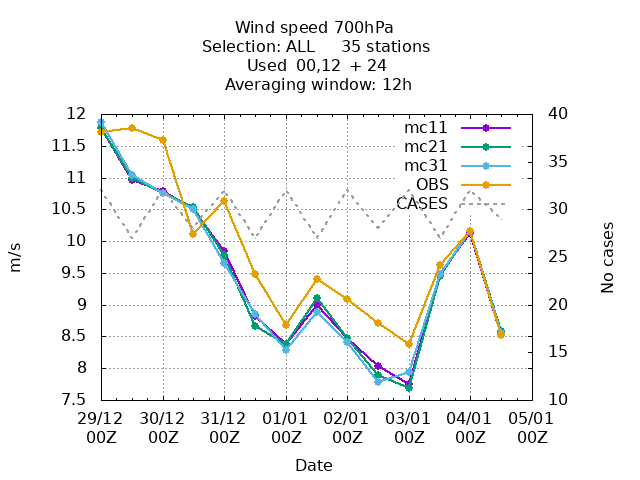 Wind speed 700hPa
Selection: ALL 35 stations
Used 00,12 + 24
Averaging window: 12h
12
11.5
11
10.5
10
9.5
9
8.5
8
7.5
m/s
40
35
30
25
20
15
10
No cases
mc11
mc21
mc31
OBS
CASES
29/12 30/12 31/12 01/01 02/01 03/01 04/01 05/01
00Z 00Z 00Z 00Z 00Z 00Z 00Z 00Z
Date